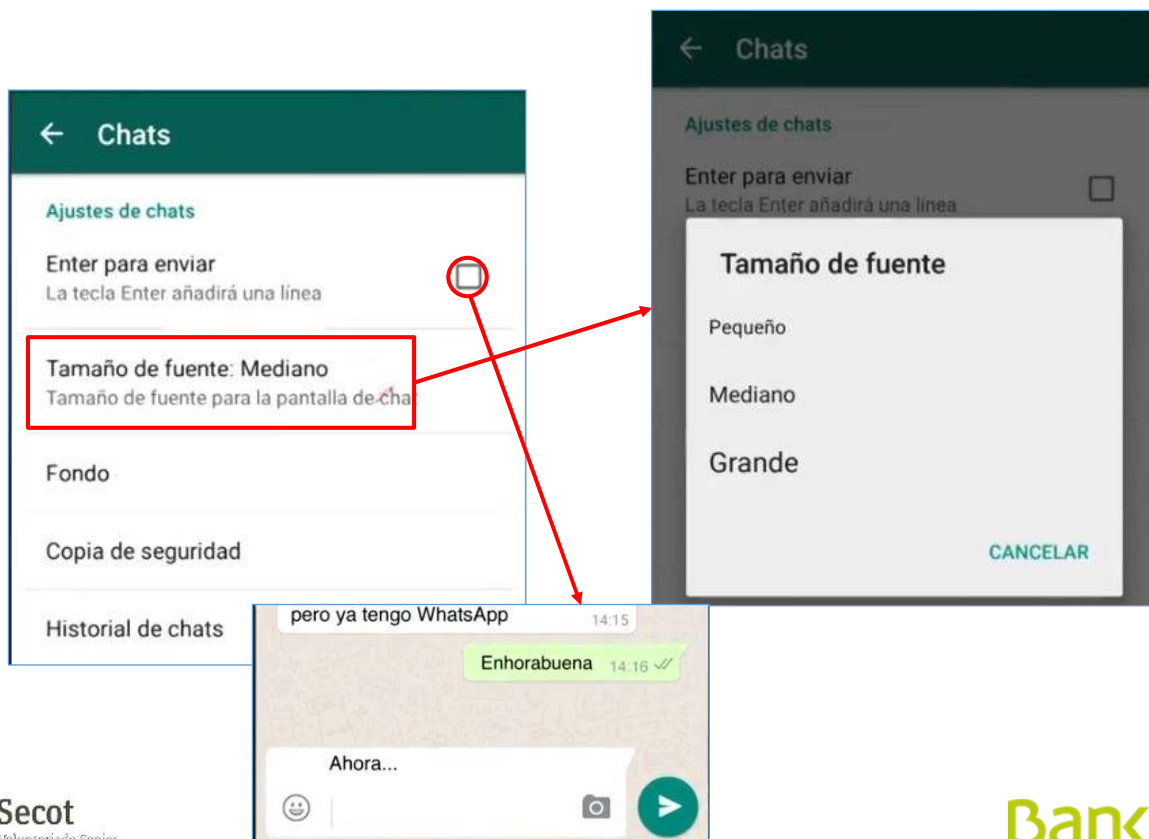 Chats
Ajustes de chats
Enter para enviar
La tecla Enter añadirá una línea
Tamaño de fuente: Mediano
Tamaño de fuente para la pantalla de chat
Fondo
Copia de seguridad
Historial de chats
Chats
Ajustes de chats
Enter para enviar
La tecla Enter añadirá una línea
Tamaño de fuente
Pequeño
Mediano
Grande
CANCELAR
pero ya tengo WhatsApp 14:15
Enhorabuena 14:16
Ahora...
Secot
Bank